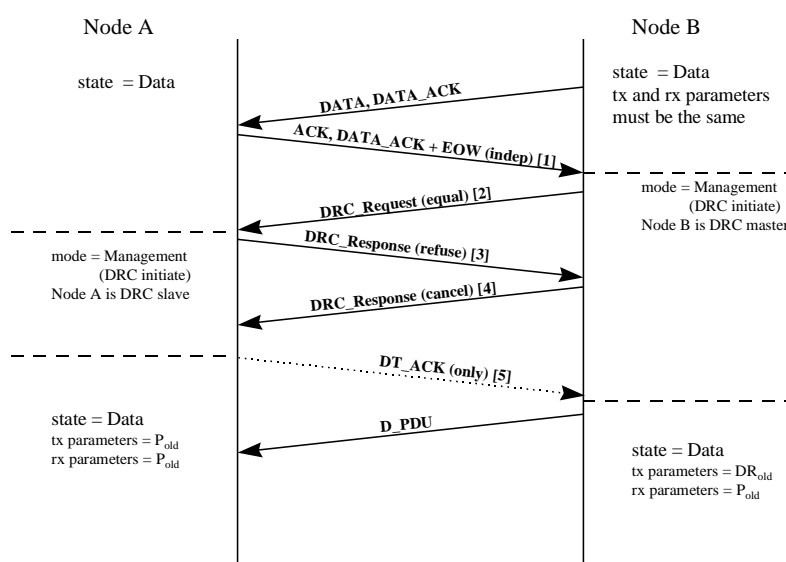 Node A
Node B
state = Data
state = Data
tx and rx parameters
must be the same
DATA, DATA_ACK
ACK, DATA_ACK + EOW (indep) [1]
mode = Management
(DRC initiate)
Node B is DRC master
DRC_Request (equal) [2]
DRC_Response (refuse) [3]
mode = Management
(DRC initiate)
Node A is DRC slave
DRC_Response (cancel) [4]
DT_ACK (only) [5]
D_PDU
state = Data
tx parameters = Pold
rx parameters = Pold
state = Data
tx parameters = DRold
rx parameters = Pold